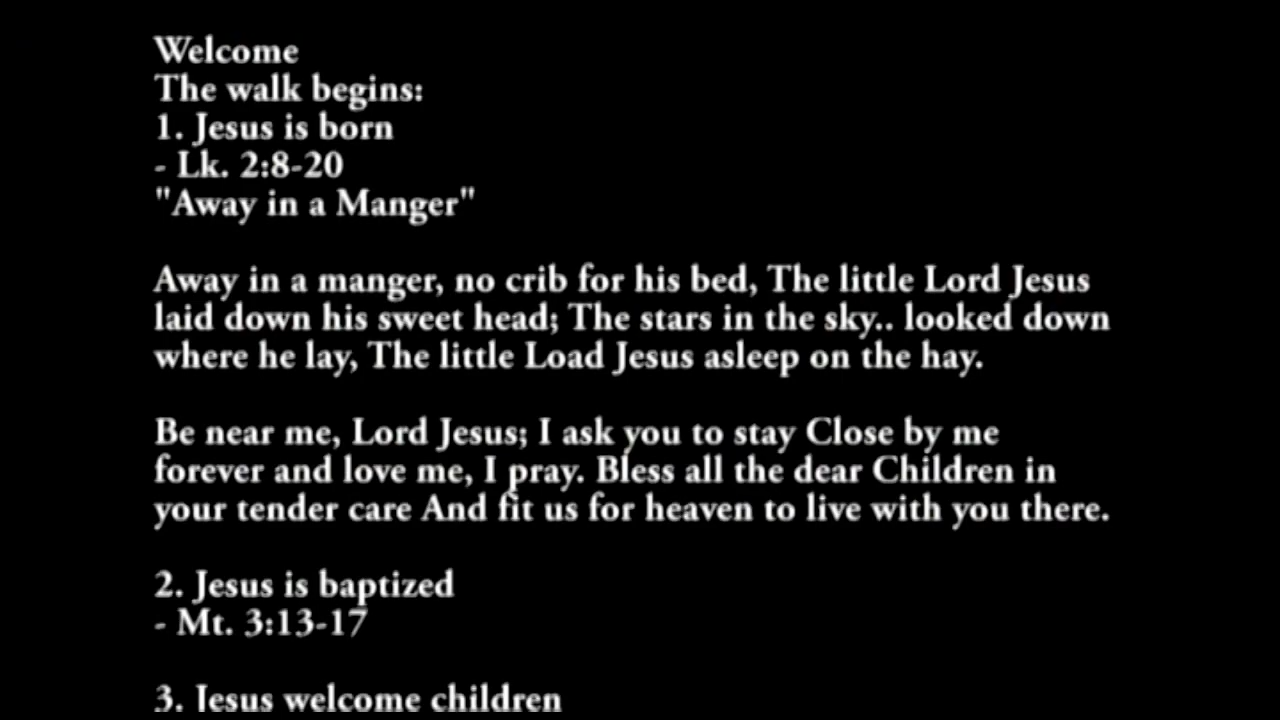 Welcome
The walk begins:
1. Jesus is born
- Lk. 2:8-20
"Away in a Manger"
Away in a manger, no crib for his bed, The little Lord Jesus
laid down his sweet head; The stars in the sky.. looked down
where he lay, The little Load Jesus asleep on the hay.
Be near me, Lord Jesus; I ask you to stay Close by me
forever and love me, I pray. Bless all the dear Children in
your tender care And fit us for heaven to live with you there.
2. Jesus is baptized
- Mt. 3:13-17
3. Jesus welcome children